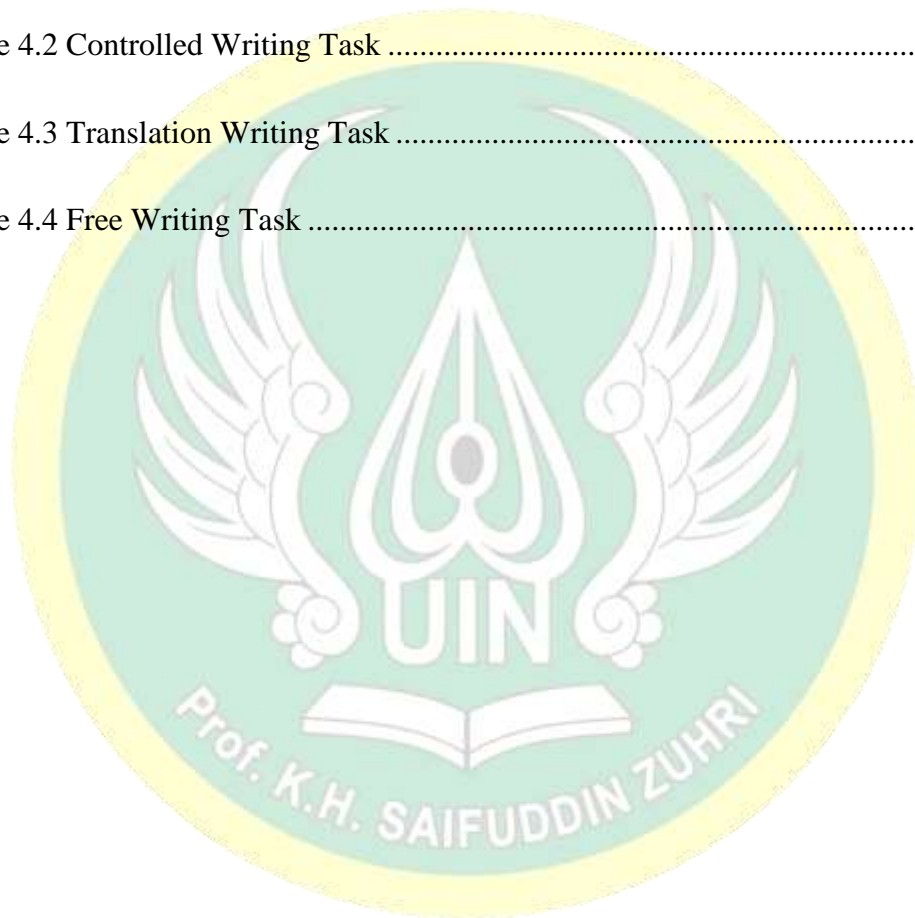 e 4.2 Controlled Writing Task ....................................................................
e 4.3 Translation Writing Task ...................................................................
e 4.4 Free Writing Task ..............................................................................
UIN
Prof. K.H. SAIFUDDIN ZUHRI